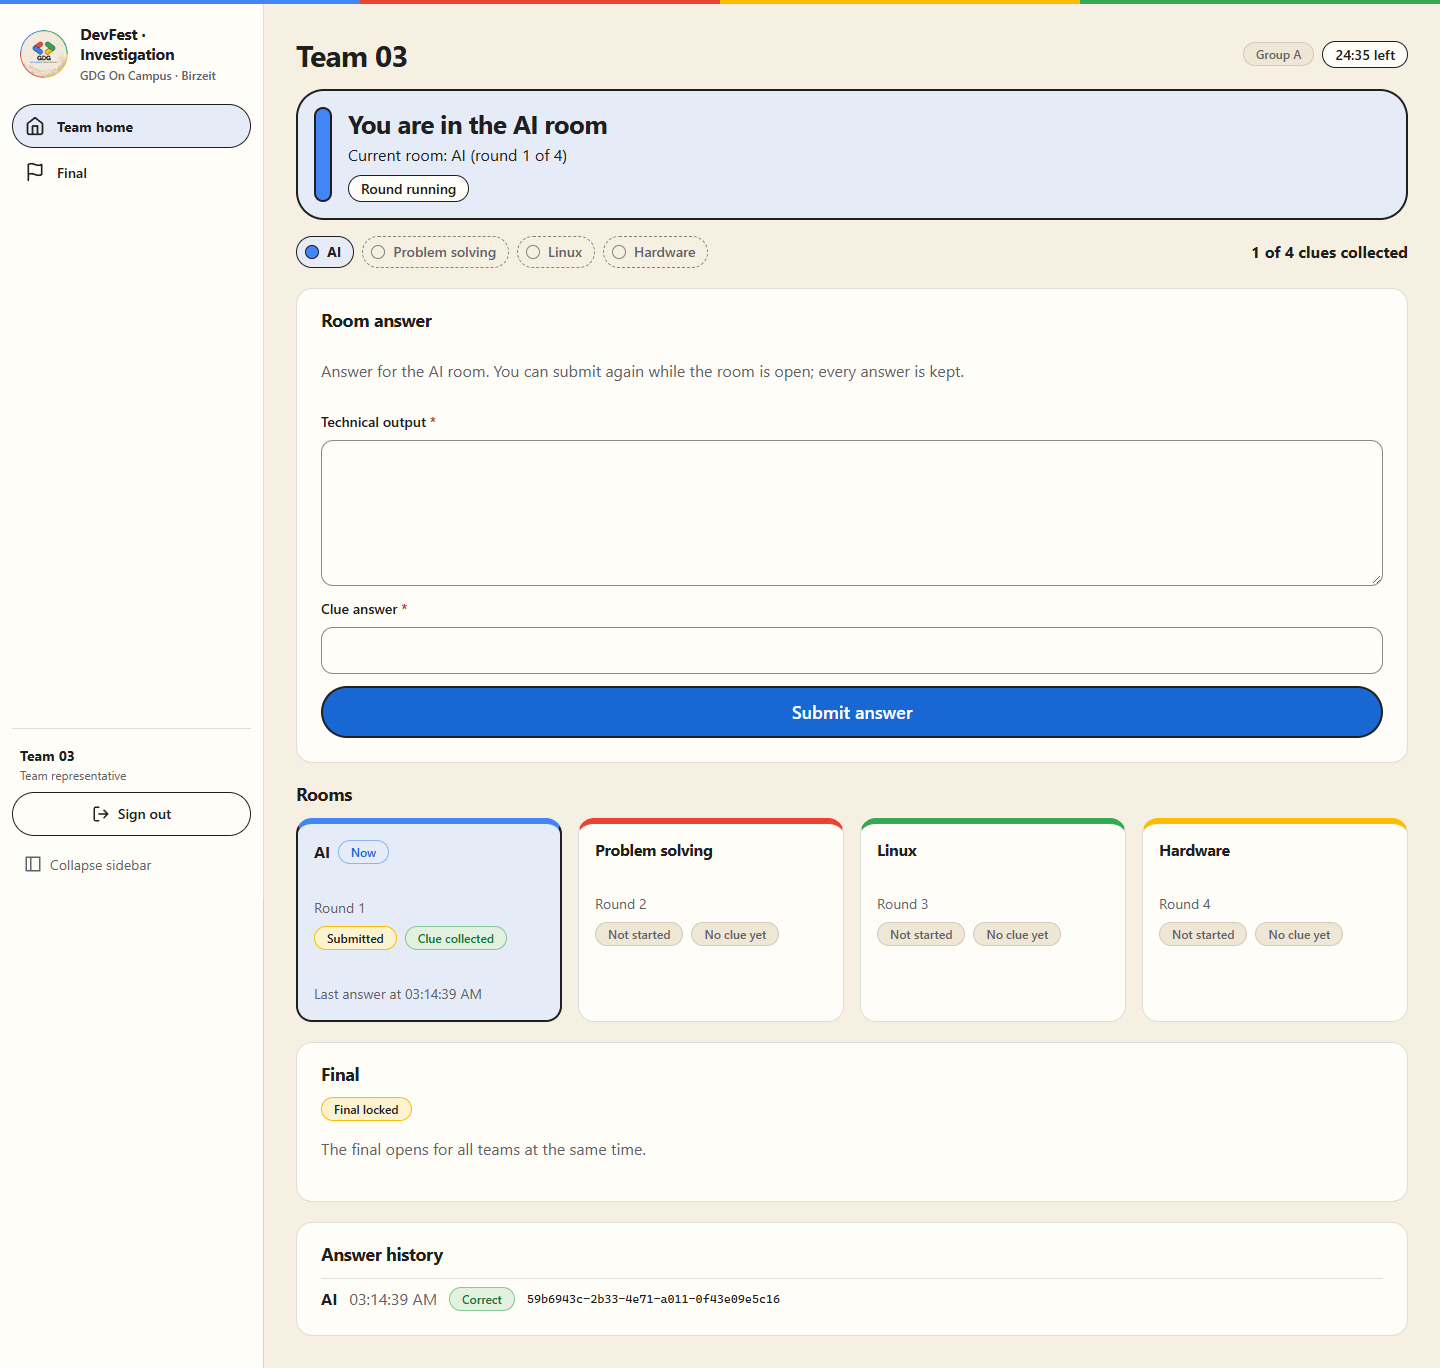 DevFest ·
Investigation
GDG On Campus · Birzeit
Team home
Final
Team 03
Team representative
Sign out
Collapse sidebar
Team 03
Group A
24:35 left
You are in the AI room
Current room: AI (round 1 of 4)
Round running
AI
Problem solving
Linux
Hardware
1 of 4 clues collected
Room answer
Answer for the AI room. You can submit again while the room is open; every answer is kept.
Technical output *
Clue answer *
Submit answer
Rooms
AI
Now
Round 1
Submitted
Clue collected
Last answer at 03:14:39 AM
Problem solving
Round 2
Not started
No clue yet
Linux
Round 3
Not started
No clue yet
Hardware
Round 4
Not started
No clue yet
Final
Final locked
The final opens for all teams at the same time.
Answer history
AI 03:14:39 AM Correct 59b6943c-2b33-4e71-a011-0f43e09e5c16